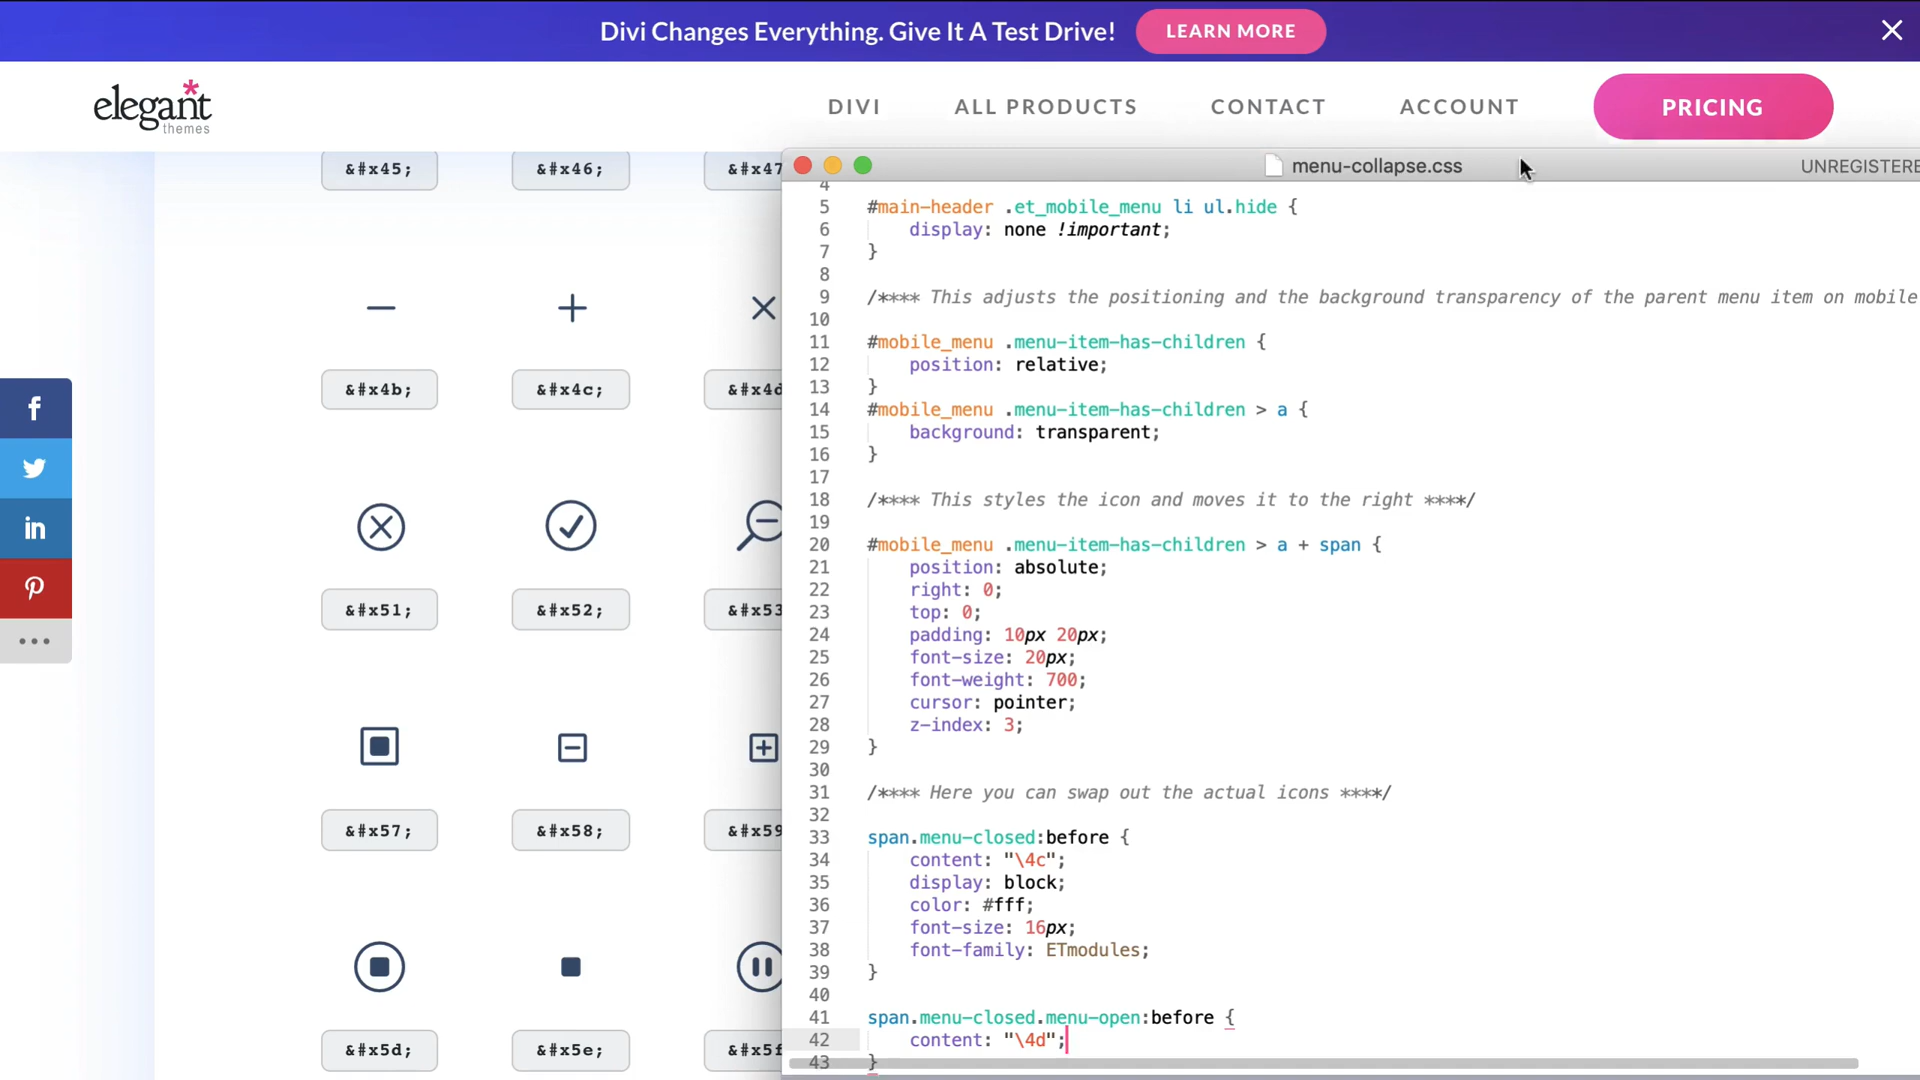 Divi Changes Everything. Give It A Test Drive!
LEARN MORE
elegant
themes
DIVI
ALL PRODUCTS
CONTACT
ACCOUNT
PRICING
&#x45;
&#x46;
&#x47
&#x4b;
&#x4c;
&#x4d
&#x51;
&#x52;
&#x53
&#x57;
&#x58;
&#x59
&#x5d;
&#x5e;
&#x5f
menu-collapse.css
UNREGISTERE
4
5 #main-header .et_mobile_menu li ul.hide {
6 display: none !important;
7 }
8
9 /**** This adjusts the positioning and the background transparency of the parent menu item on mobile
10
11 #mobile_menu .menu-item-has-children {
12 position: relative;
13 }
14 #mobile_menu .menu-item-has-children > a {
15 background: transparent;
16 }
17
18 /**** This styles the icon and moves it to the right ****/
19
20 #mobile_menu .menu-item-has-children > a + span {
21 position: absolute;
22 right: 0;
23 top: 0;
24 padding: 10px 20px;
25 font-size: 20px;
26 font-weight: 700;
27 cursor: pointer;
28 z-index: 3;
29 }
30
31 /**** Here you can swap out the actual icons ****/
32
33 span.menu-closed:before {
34 content: "\4c";
35 display: block;
36 color: #fff;
37 font-size: 16px;
38 font-family: ETmodules;
39 }
40
41 span.menu-closed.menu-open:before {
42 content: "\4d";
43 }